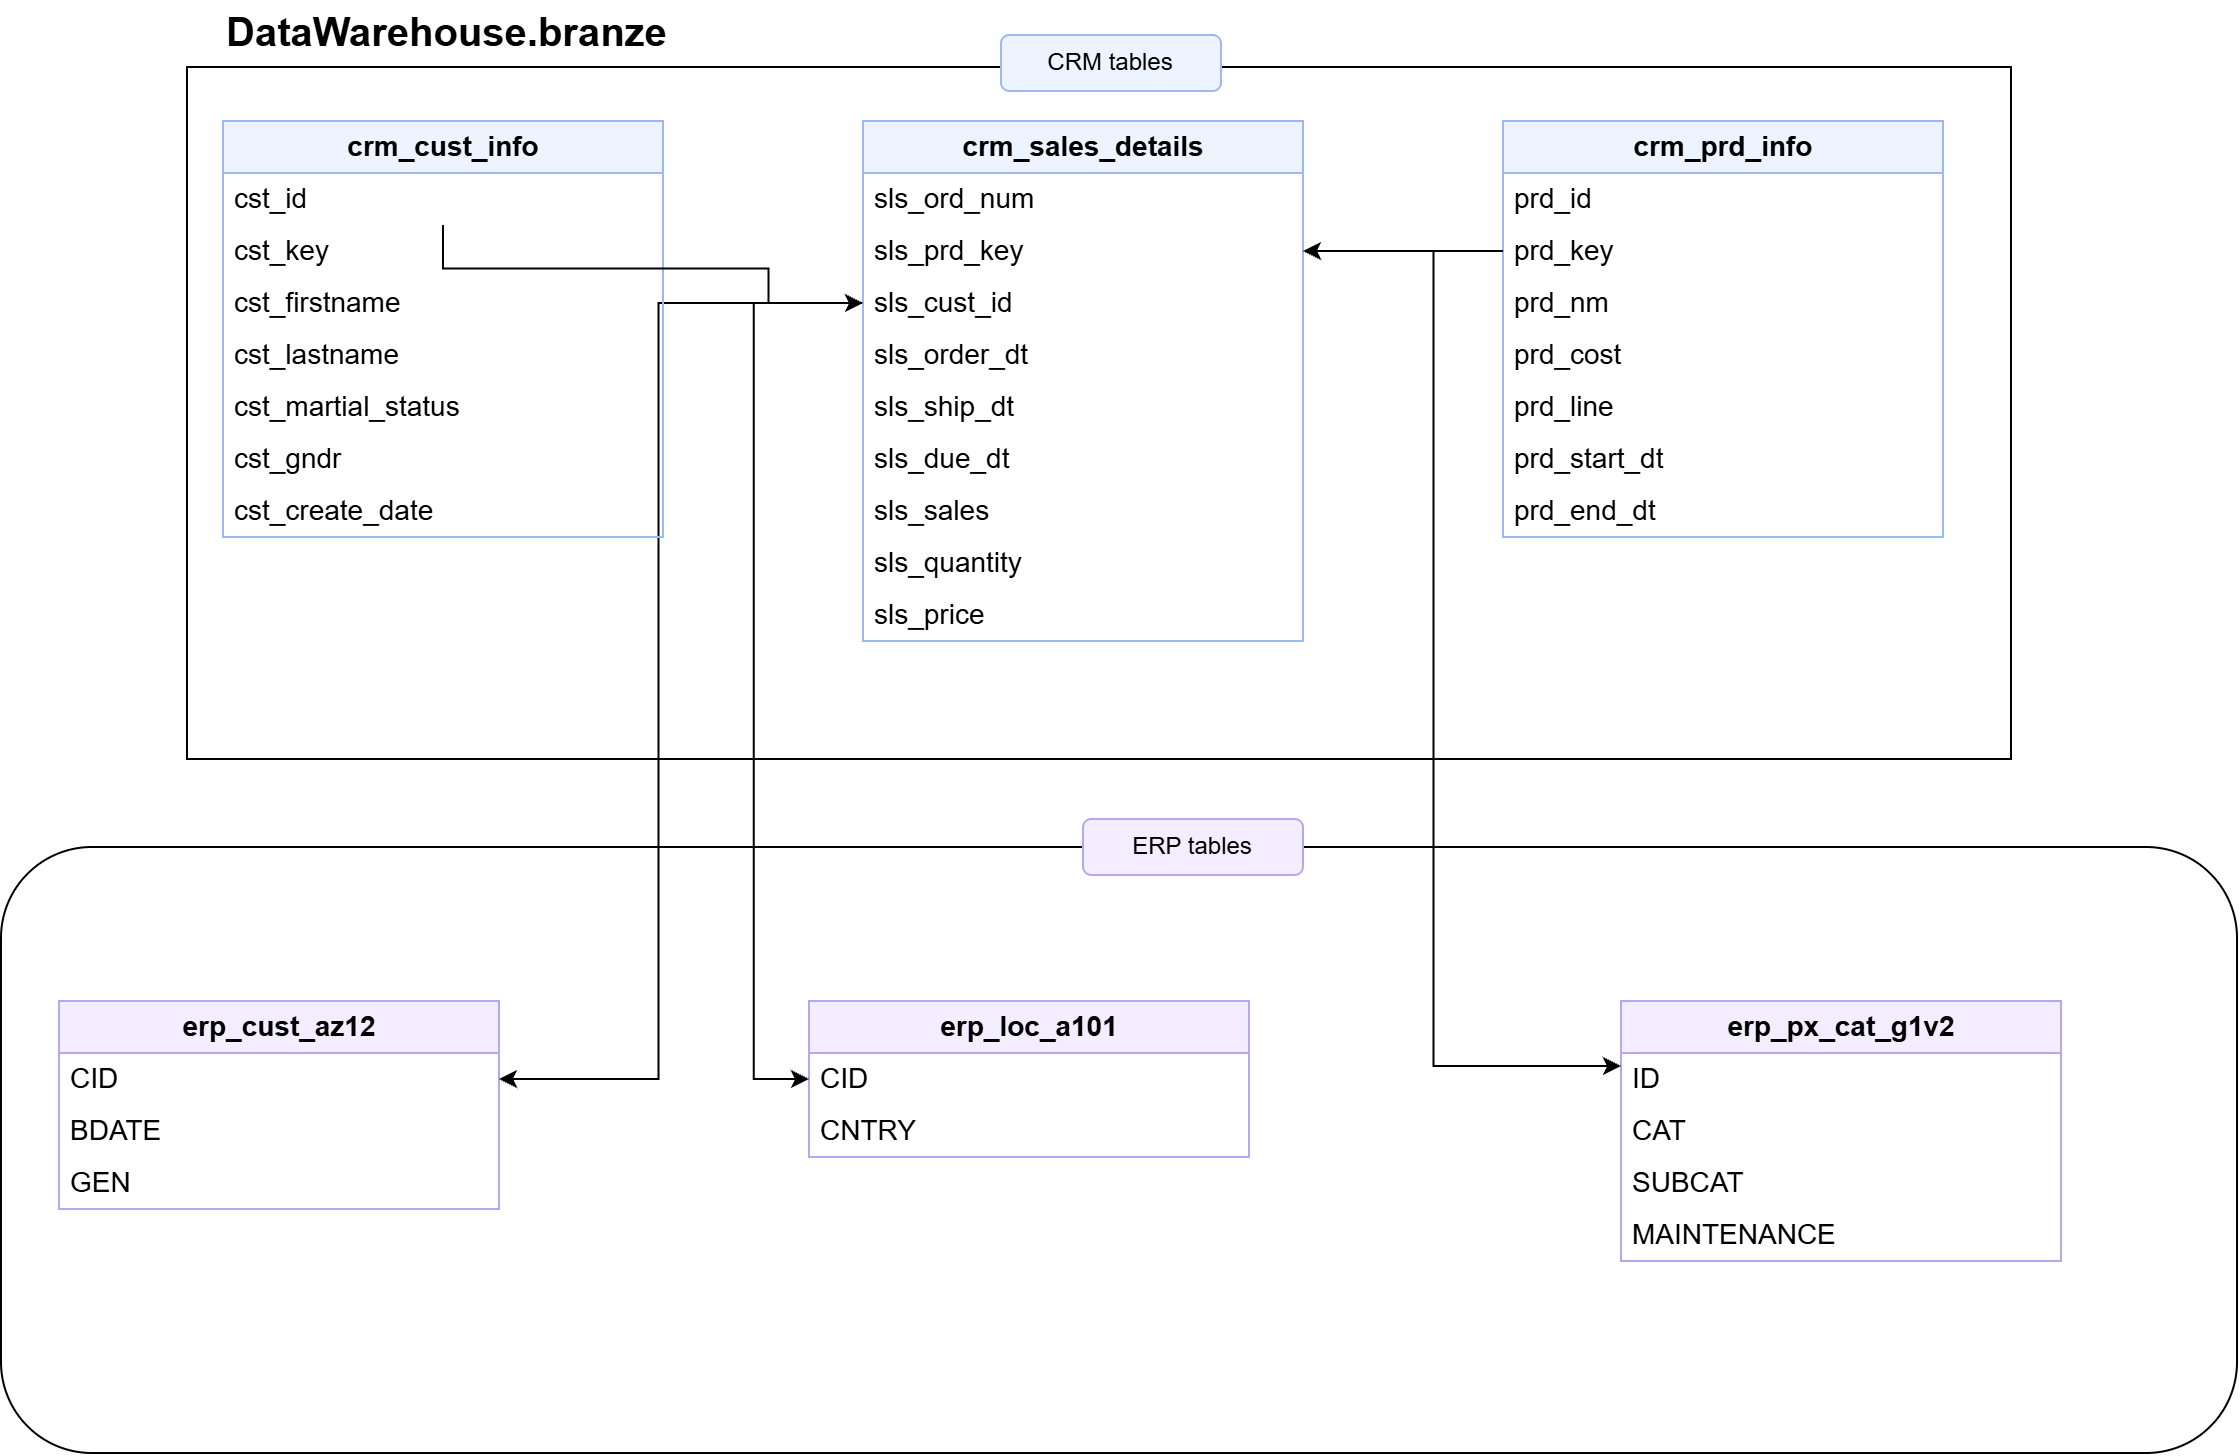 DataWarehouse.branze
CRM tables
crm_cust_info
cst_id
cst_key
cst_firstname
cst_lastname
cst_martial_status
cst_gndr
cst_create_date
crm_sales_details
sls_ord_num
sls_prd_key
sls_cust_id
sls_order_dt
sls_ship_dt
sls_due_dt
sls_sales
sls_quantity
sls_price
crm_prd_info
prd_id
prd_key
prd_nm
prd_cost
prd_line
prd_start_dt
prd_end_dt
ERP tables
erp_cust_az12
CID
BDATE
GEN
erp_loc_a101
CID
CNTRY
erp_px_cat_g1v2
ID
CAT
SUBCAT
MAINTENANCE